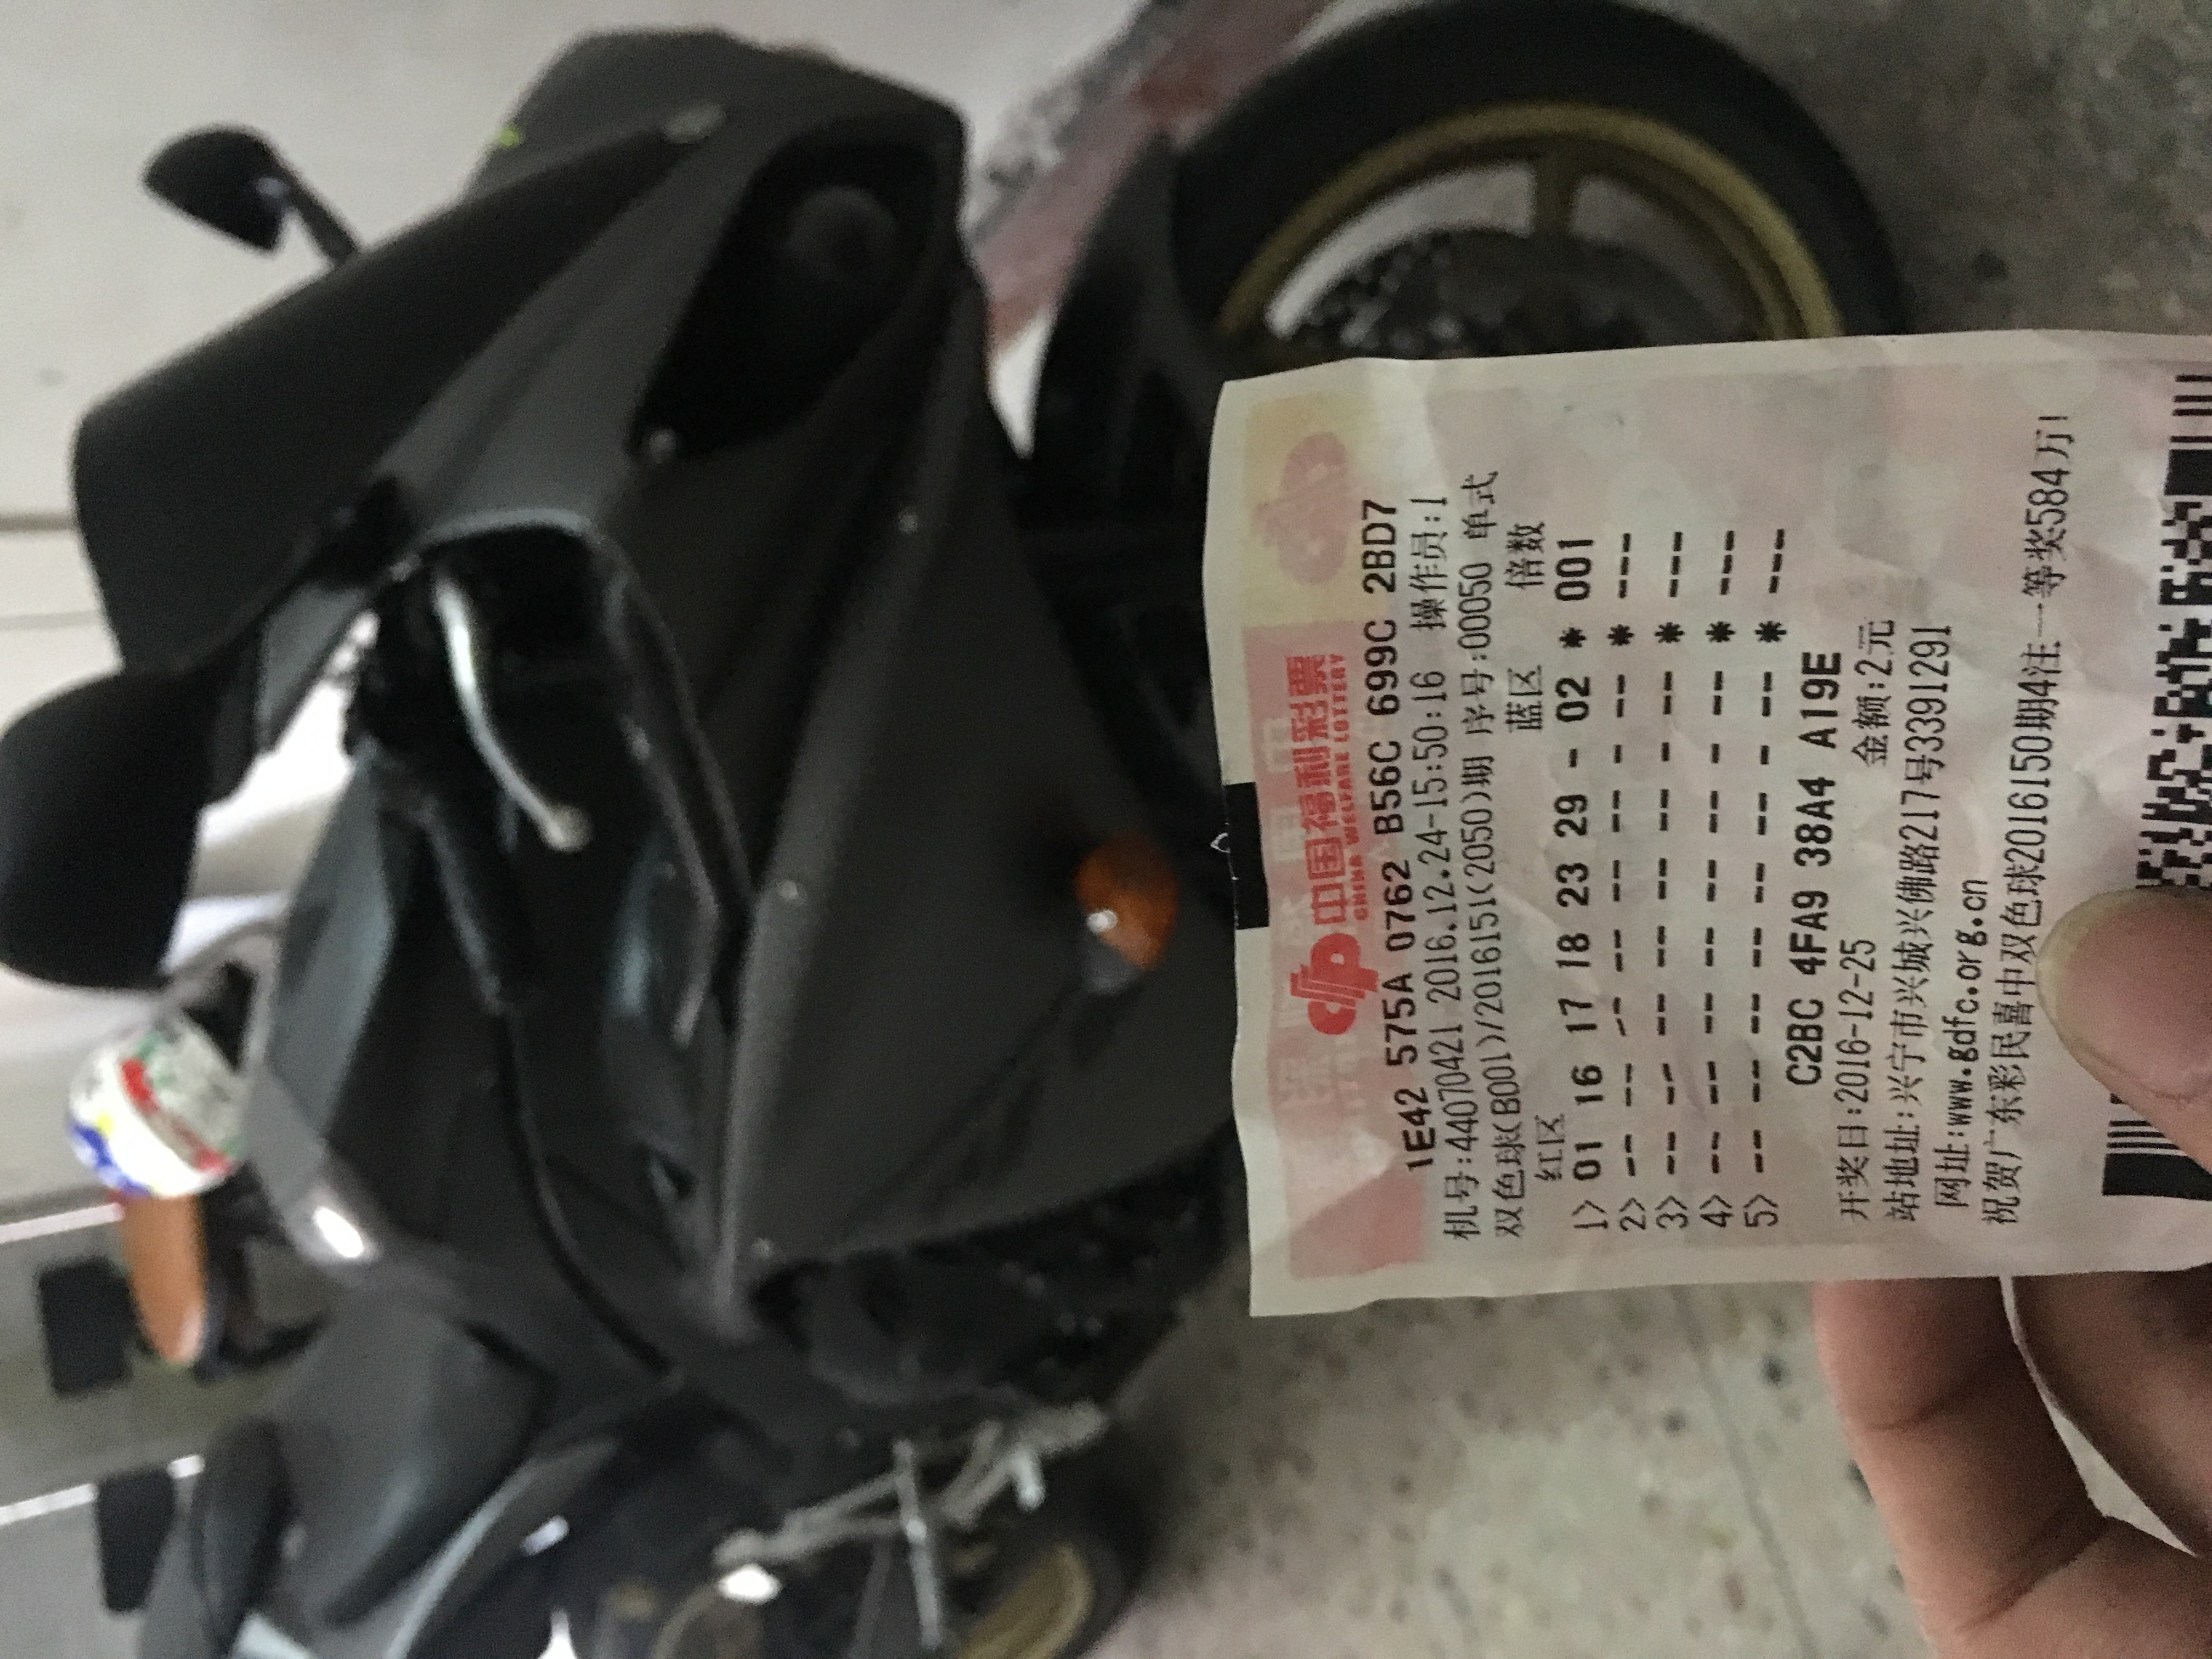 中国福利彩票
CHINA WELFARE LOTTERY
1E42 575A 0762 B56C 699C 2BD7
机号:44070421 2016.12.24-15:50:16 操作员:1
双色球(B001)/2016151(2050)期 序号:00050 单式
红区 蓝区 倍数
1> 01 16 17 18 23 29 - 02 * 001
2> -- -- -- -- -- -- - -- * ---
3> -- -- -- -- -- -- - -- * ---
4> -- -- -- -- -- -- - -- * ---
5> -- -- -- -- -- -- - -- * ---
C2BC 4FA9 38A4 A19E
开奖日:2016-12-25 金额:2元
站地址:兴宁市兴城兴佛路217号3391291
网址:www.gdfc.org.cn
祝贺广东彩民喜中双色球2016150期4注一等奖584万!